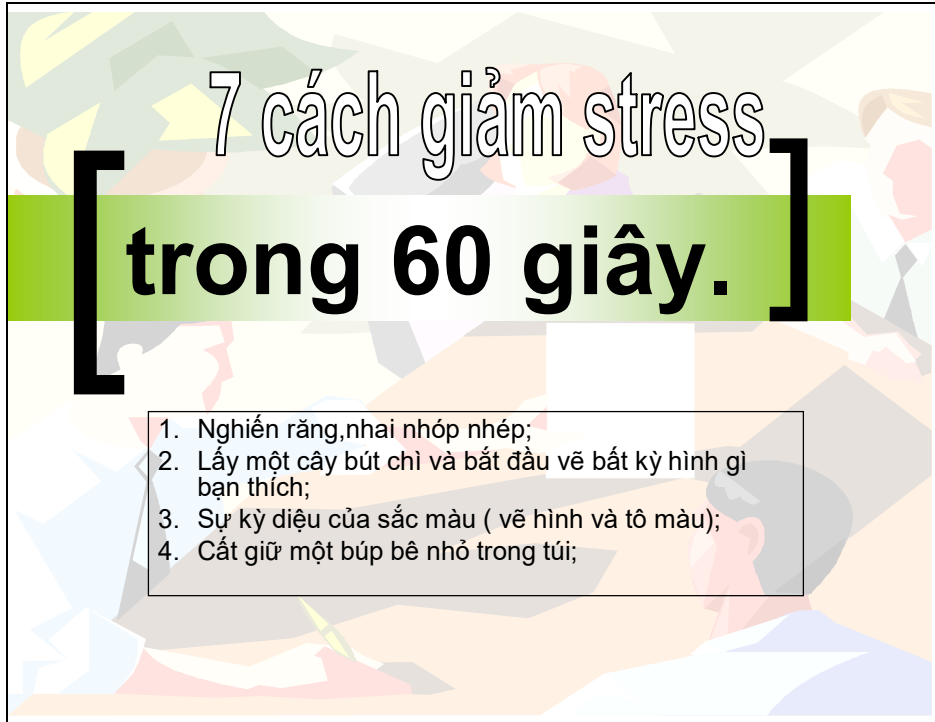 7 cách giảm stress
trong 60 giây.
1. Nghiến răng,nhai nhóp nhép;
2. Lấy một cây bút chì và bắt đầu vẽ bất kỳ hình gì
bạn thích;
3. Sự kỳ diệu của sắc màu ( vẽ hình và tô màu);
4. Cất giữ một búp bê nhỏ trong túi;